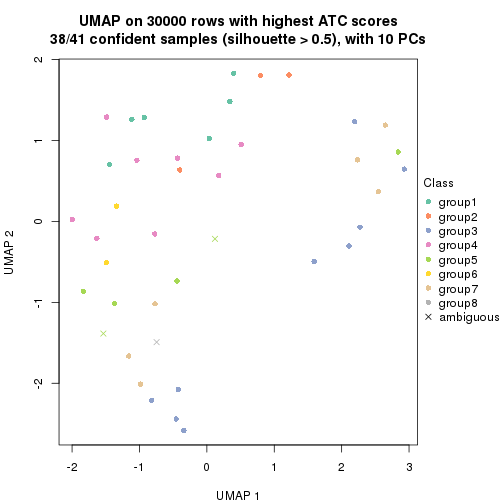 UMAP on 30000 rows with highest ATC scores
38/41 confident samples (silhouette > 0.5), with 10 PCs
2
1
0
-1
-2
UMAP 2
-2
-1
0
1
2
3
UMAP 1
Class
group1
group2
group3
group4
group5
group6
group7
group8
ambiguous